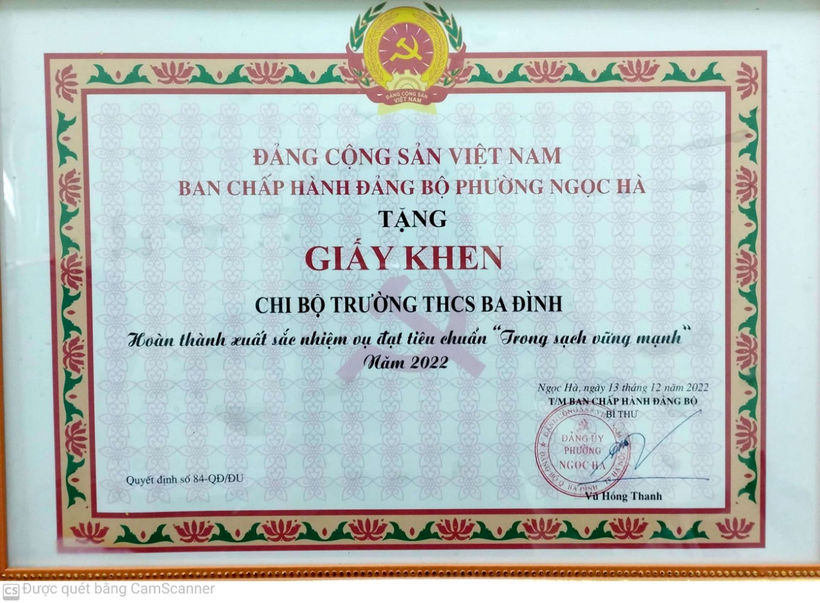 ĐẢNG CỘNG SẢN
VIỆT NAM
ĐẢNG CỘNG SẢN VIỆT NAM
BAN CHẤP HÀNH ĐẢNG BỘ PHƯỜNG NGỌC HÀ
TẶNG
GIẤY KHEN
CHI BỘ TRƯỜNG THCS BA ĐÌNH
Hoàn thành xuất sắc nhiệm vụ đạt tiêu chuẩn "Trong sạch vững mạnh"
Năm 2022
Ngọc Hà, ngày 13 tháng 12 năm 2022
T/M BAN CHẤP HÀNH ĐẢNG BỘ
BÍ THƯ
ĐẢNG ỦY
PHƯỜNG
NGỌC HÀ
Quyết định số 84-QĐ/ĐU
Vũ Hồng Thanh
CS Được quét bằng CamScanner